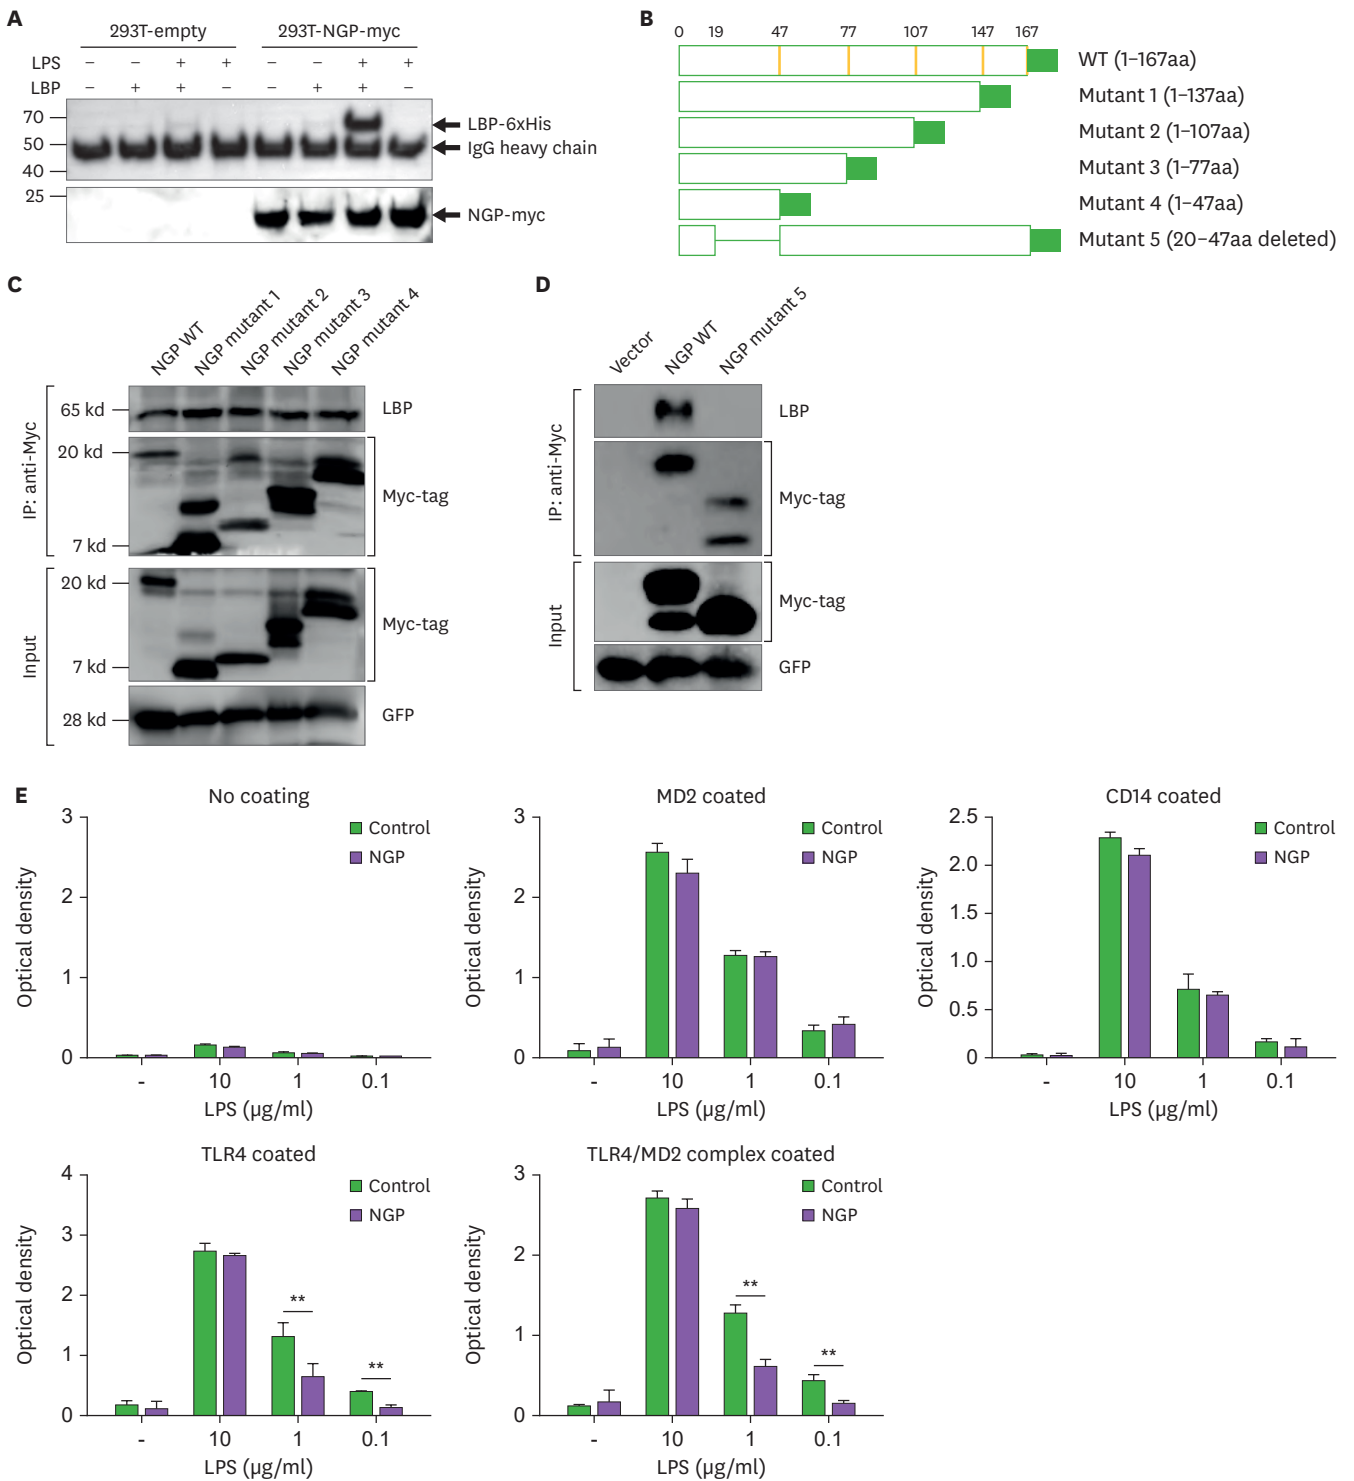 A
293T-empty 293T-NGP-myc
LPS – – + + – – + –
LBP – + + – – + + –
70
50
40
LBP-6xHis
IgG heavy chain
25
NGP-myc
B
0 19 47 77 107 147 167
WT (1–167aa)
Mutant 1 (1–137aa)
Mutant 2 (1–107aa)
Mutant 3 (1–77aa)
Mutant 4 (1–47aa)
Mutant 5 (20–47aa deleted)
C
NGP WT
NGP mutant 1
NGP mutant 2
NGP mutant 3
NGP mutant 4
IP: anti-Myc
65 kd
LBP
20 kd
Myc-tag
7 kd
Input
20 kd
Myc-tag
7 kd
28 kd
GFP
D
Vector
NGP WT
NGP mutant 5
IP: anti-Myc
LBP
Myc-tag
Input
Myc-tag
GFP
E
No coating
Control
NGP
Optical density
3
2
1
0
- 10 1 0.1
LPS (µg/ml)
MD2 coated
Control
NGP
Optical density
3
2
1
0
- 10 1 0.1
LPS (µg/ml)
CD14 coated
Control
NGP
Optical density
2.5
2.0
1.5
1.0
0.5
0
- 10 1 0.1
LPS (µg/ml)
TLR4 coated
Control
NGP
Optical density
4
3
2
1
0
**
**
- 10 1 0.1
LPS (µg/ml)
TLR4/MD2 complex coated
Control
NGP
Optical density
3
2
1
0
**
**
- 10 1 0.1
LPS (µg/ml)